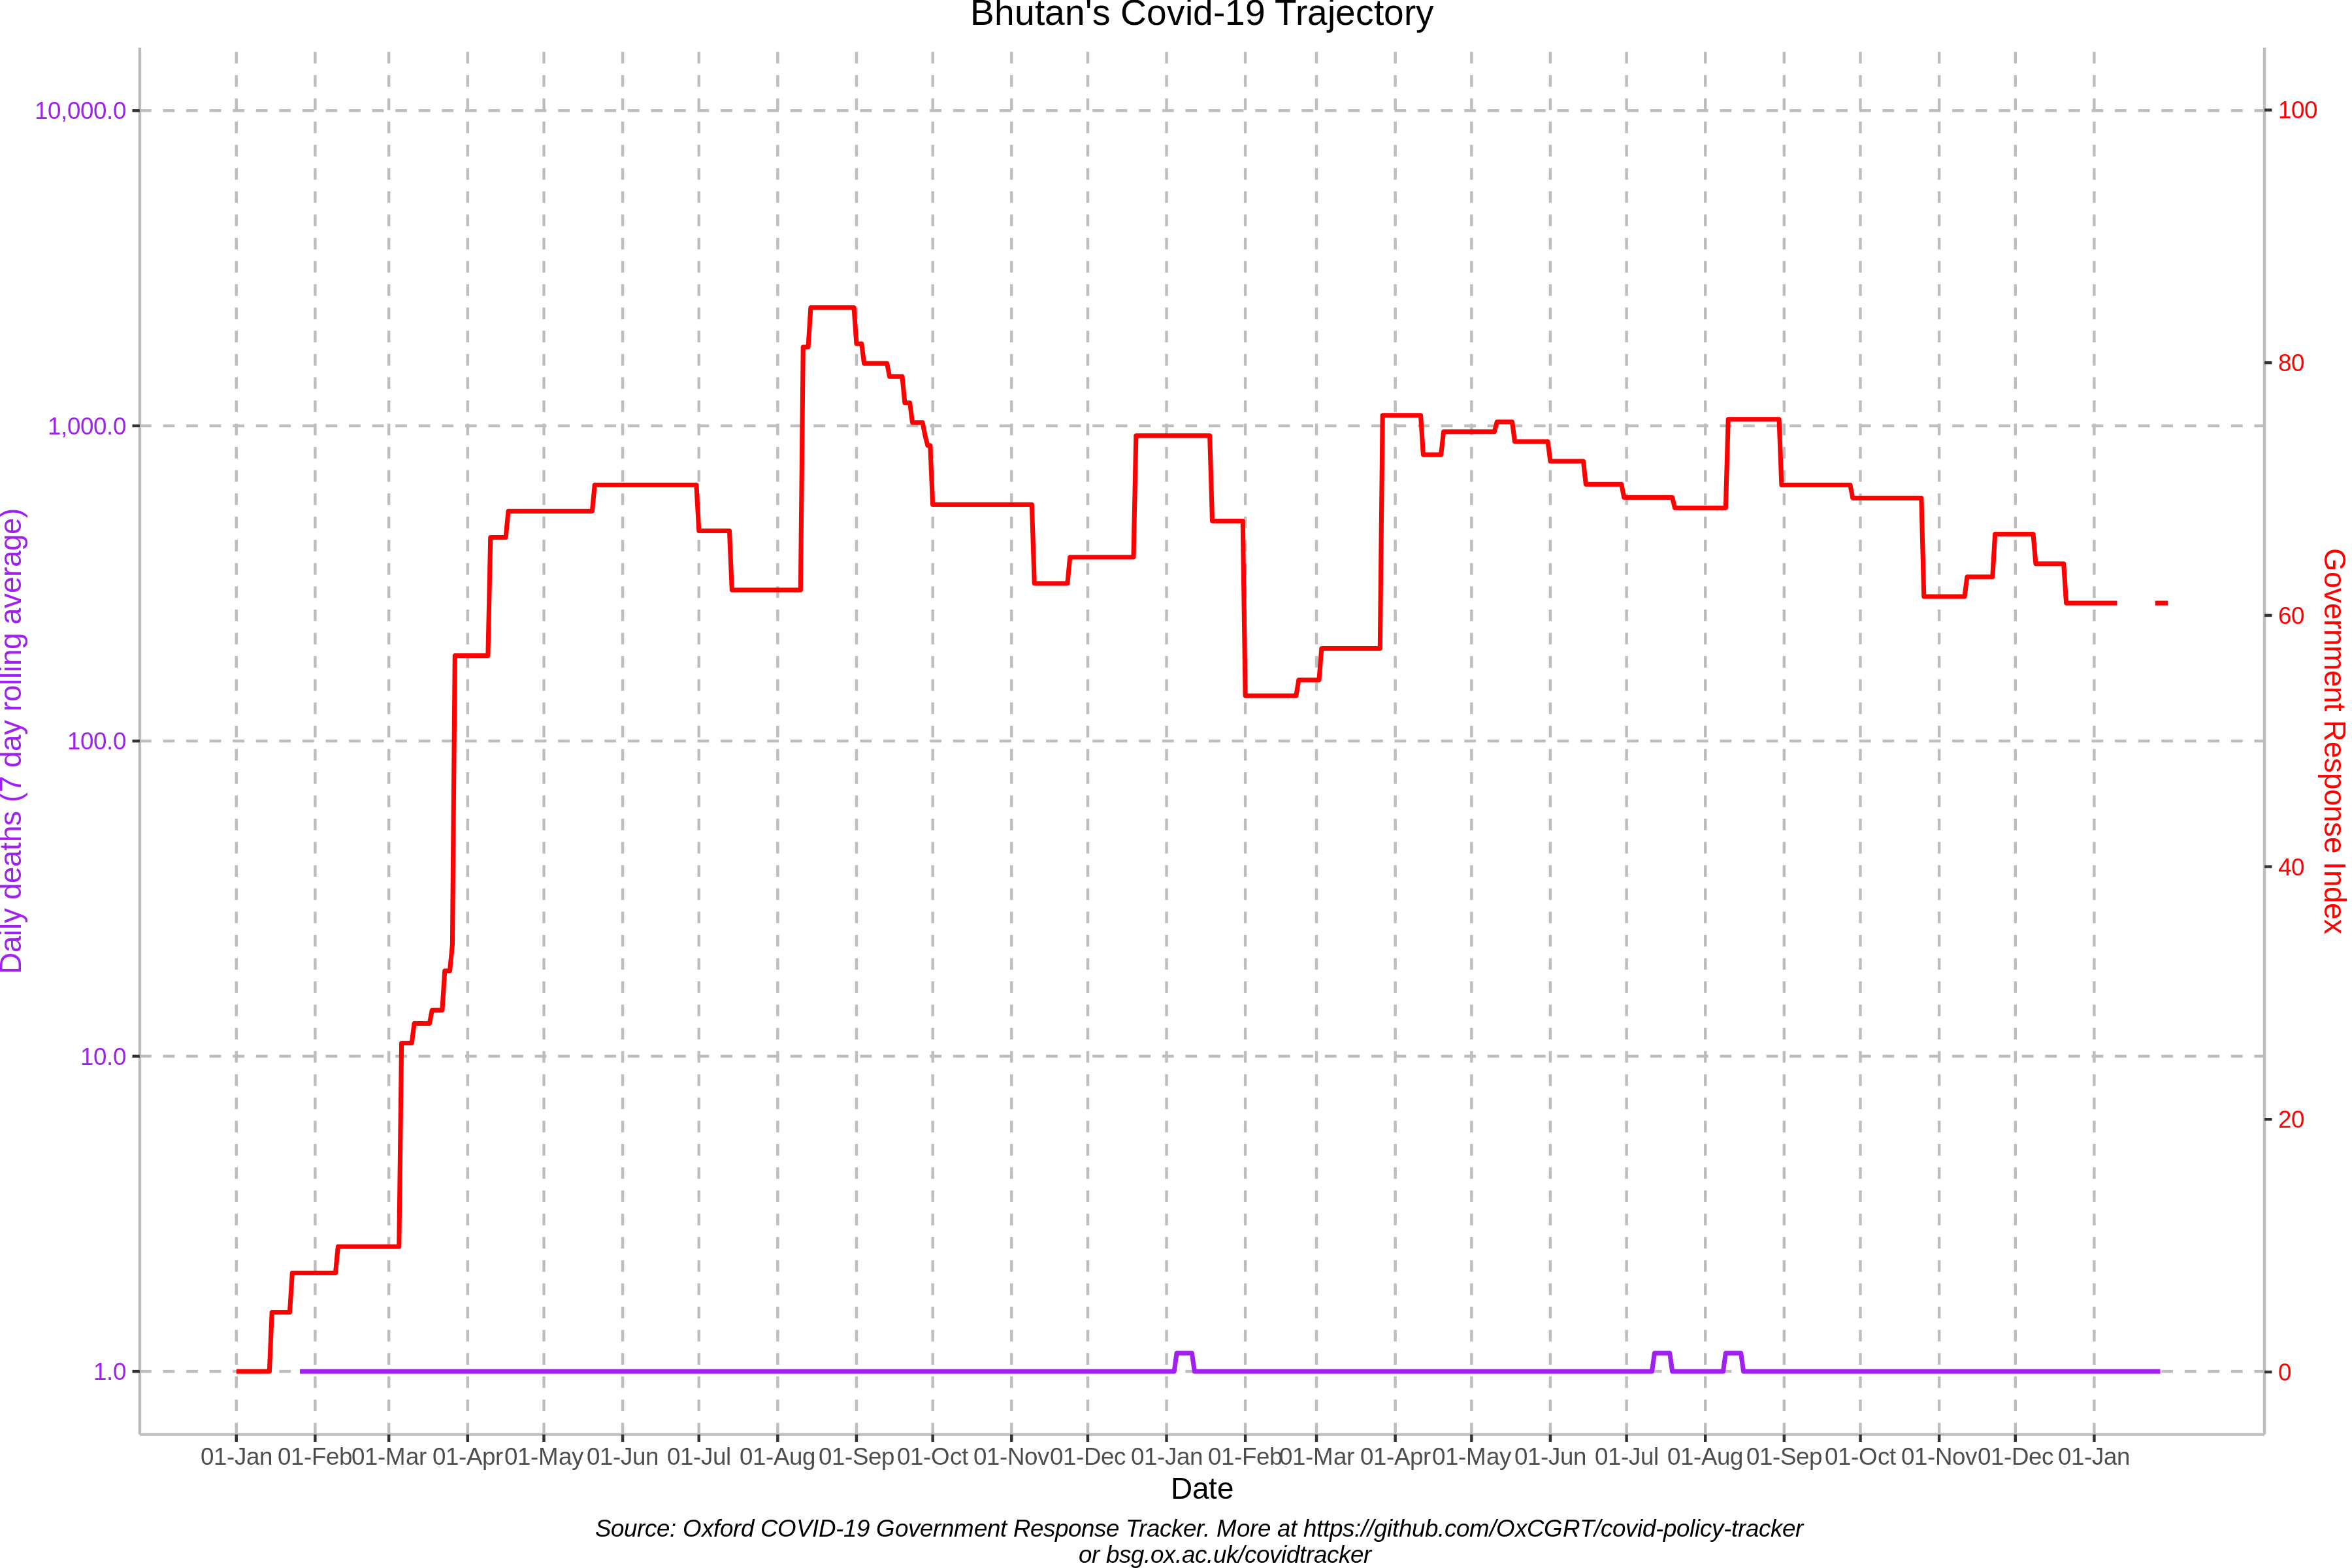 Bhutan's Covid-19 Trajectory
10,000.0
1,000.0
100.0
10.0
1.0
Daily deaths (7 day rolling average)
100
80
60
40
20
0
Government Response Index
01-Jan 01-Feb 01-Mar 01-Apr 01-May 01-Jun 01-Jul 01-Aug 01-Sep 01-Oct 01-Nov 01-Dec 01-Jan 01-Feb 01-Mar 01-Apr 01-May 01-Jun 01-Jul 01-Aug 01-Sep 01-Oct 01-Nov 01-Dec 01-Jan
Date
Source: Oxford COVID-19 Government Response Tracker. More at https://github.com/OxCGRT/covid-policy-tracker
or bsg.ox.ac.uk/covidtracker